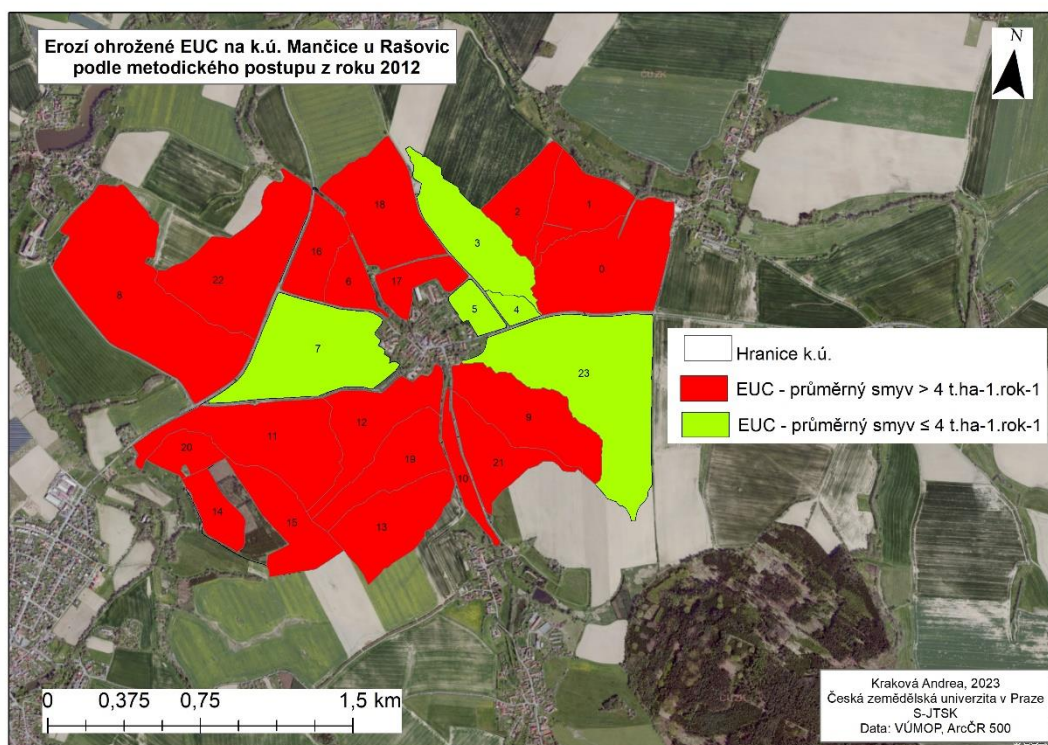 Erozí ohrožené EUC na k.ú. Mančice u Rašovic
podle metodického postupu z roku 2012
N
18
2
1
3
22
16
6
17
0
8
5
4
7
23
12
9
11
20
19
21
10
14
15
13
Hranice k.ú.
EUC - průměrný smyv > 4 t.ha-1.rok-1
EUC - průměrný smyv ≤ 4 t.ha-1.rok-1
0 0,375 0,75 1,5 km
Kraková Andrea, 2023
Česká zemědělská univerzita v Praze
S-JTSK
Data: VÚMOP, ArcČR 500